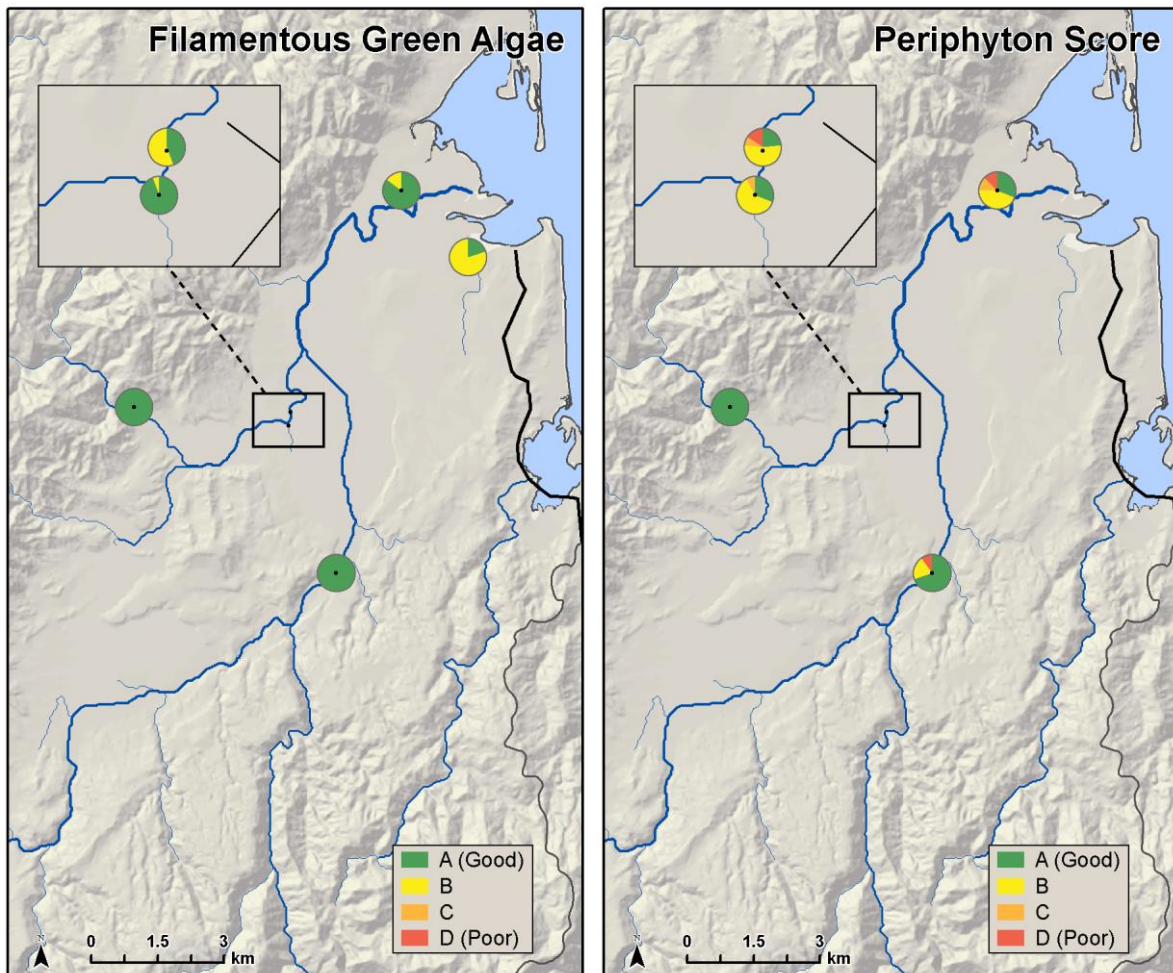 Filamentous Green Algae
A (Good)
B
C
D (Poor)
0 1.5 3
km
N
Periphyton Score
A (Good)
B
C
D (Poor)
0 1.5 3
km
N